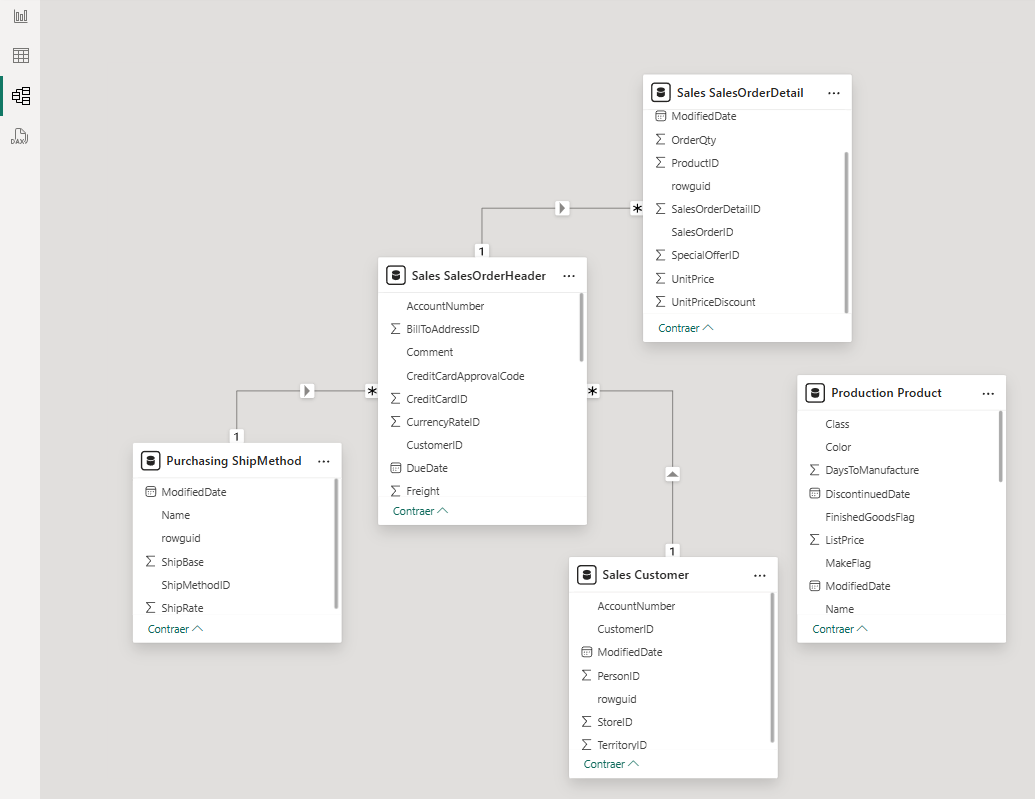 Sales SalesOrderDetail
ModifiedDate
OrderQty
ProductID
rowguid
SalesOrderDetailID
SalesOrderID
SpecialOfferID
UnitPrice
UnitPriceDiscount
Contraer
*
1
Sales SalesOrderHeader
AccountNumber
BillToAddressID
Comment
CreditCardApprovalCode
CreditCardID
CurrencyRateID
CustomerID
DueDate
Freight
Contraer
*
*
1
Purchasing ShipMethod
ModifiedDate
Name
rowguid
ShipBase
ShipMethodID
ShipRate
Contraer
1
Sales Customer
AccountNumber
CustomerID
ModifiedDate
PersonID
rowguid
StoreID
TerritoryID
Contraer
Production Product
Class
Color
DaysToManufacture
DiscontinuedDate
FinishedGoodsFlag
ListPrice
MakeFlag
ModifiedDate
Name
Contraer
DAX